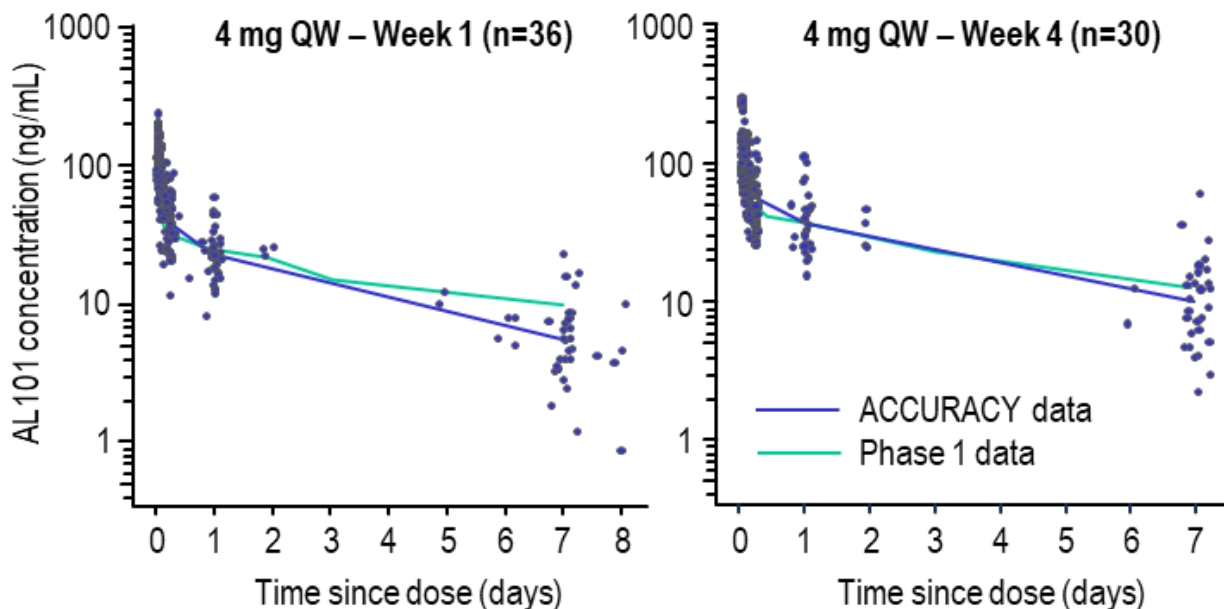 4 mg QW – Week 1 (n=36)
AL101 concentration (ng/mL)
1000
100
10
1
0 1 2 3 4 5 6 7 8
Time since dose (days)
4 mg QW – Week 4 (n=30)
1000
100
10
1
ACCURACY data
Phase 1 data
0 1 2 3 4 5 6 7
Time since dose (days)